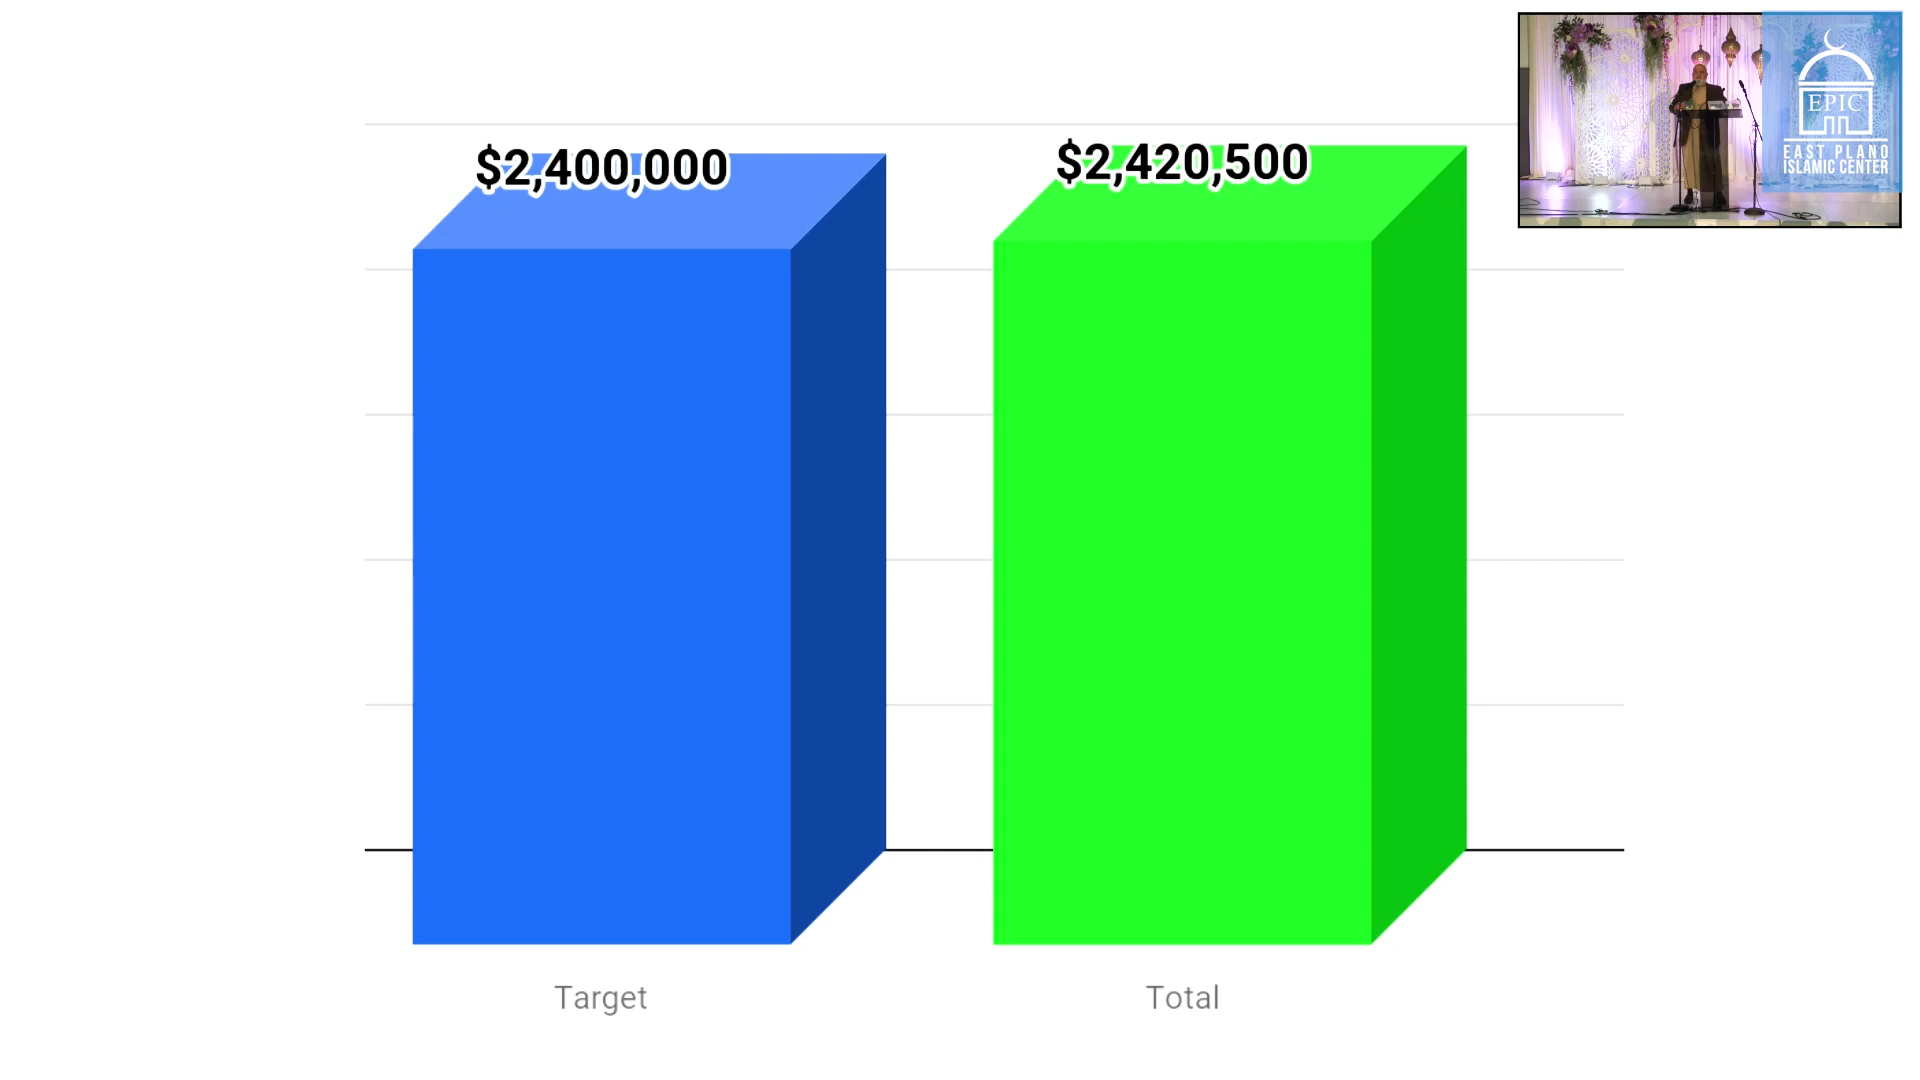 $2,400,000
$2,420,500
EPIC
EAST PLANO
ISLAMIC CENTER
Target
Total